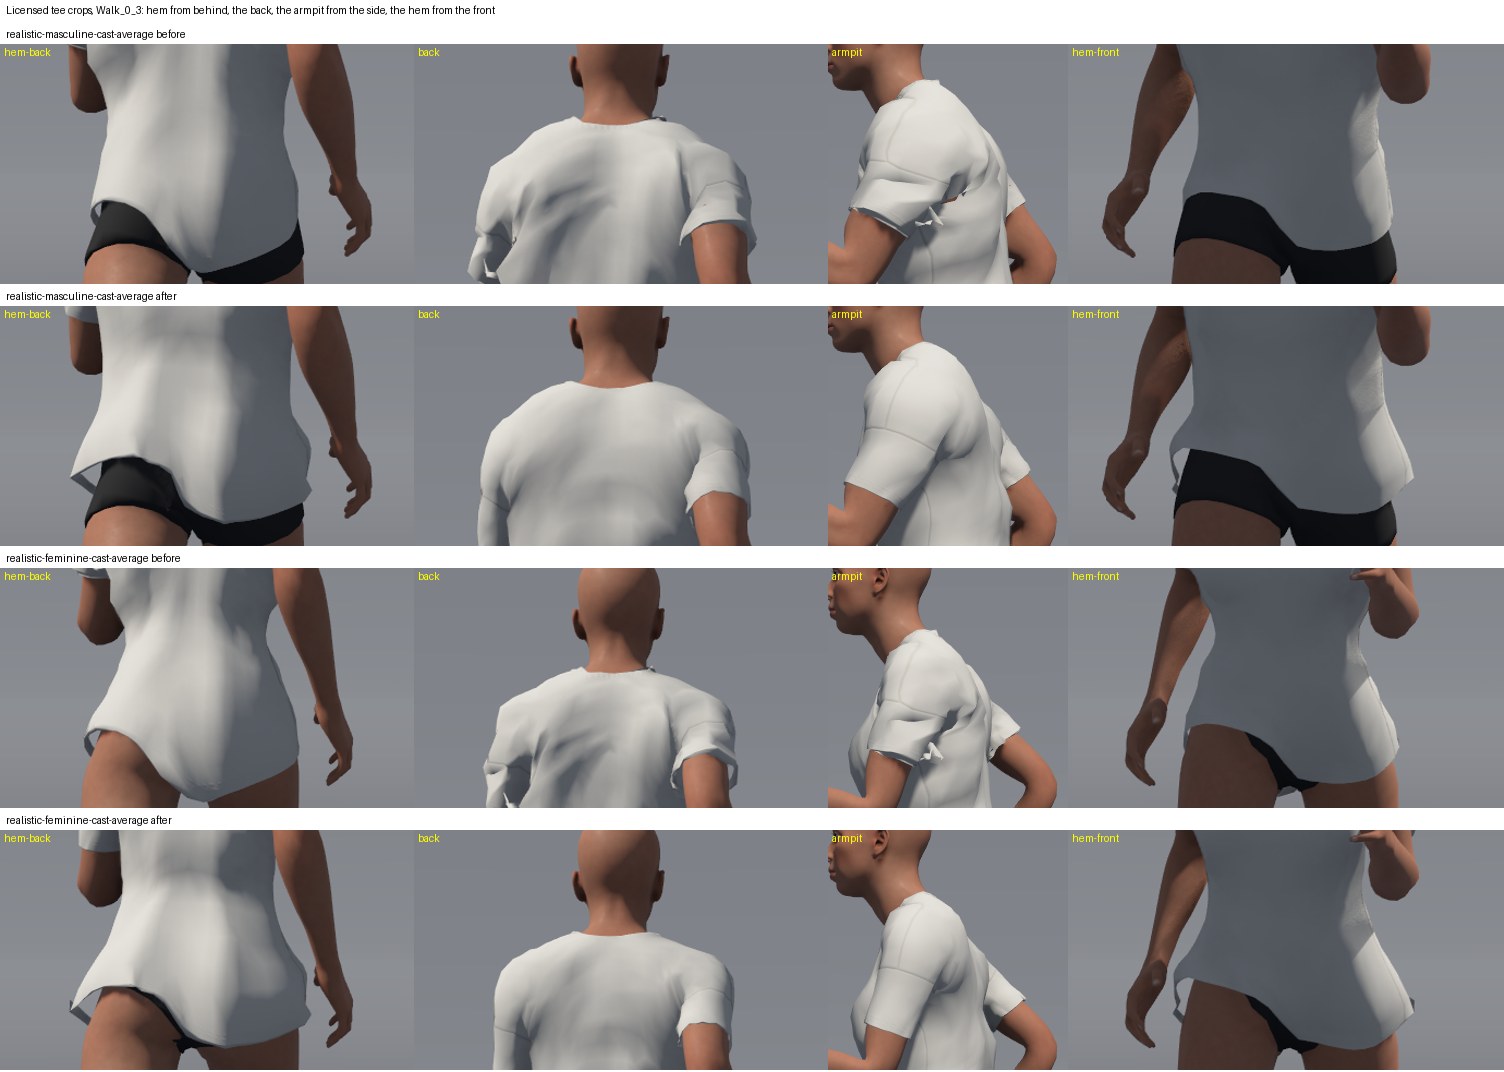 Licensed tee crops, Walk_0_3: hem from behind, the back, the armpit from the side, the hem from the front
realistic-masculine-cast-average before
hem-back back armpit hem-front
realistic-masculine-cast-average after
hem-back back armpit hem-front
realistic-feminine-cast-average before
hem-back back armpit hem-front
realistic-feminine-cast-average after
hem-back back armpit hem-front